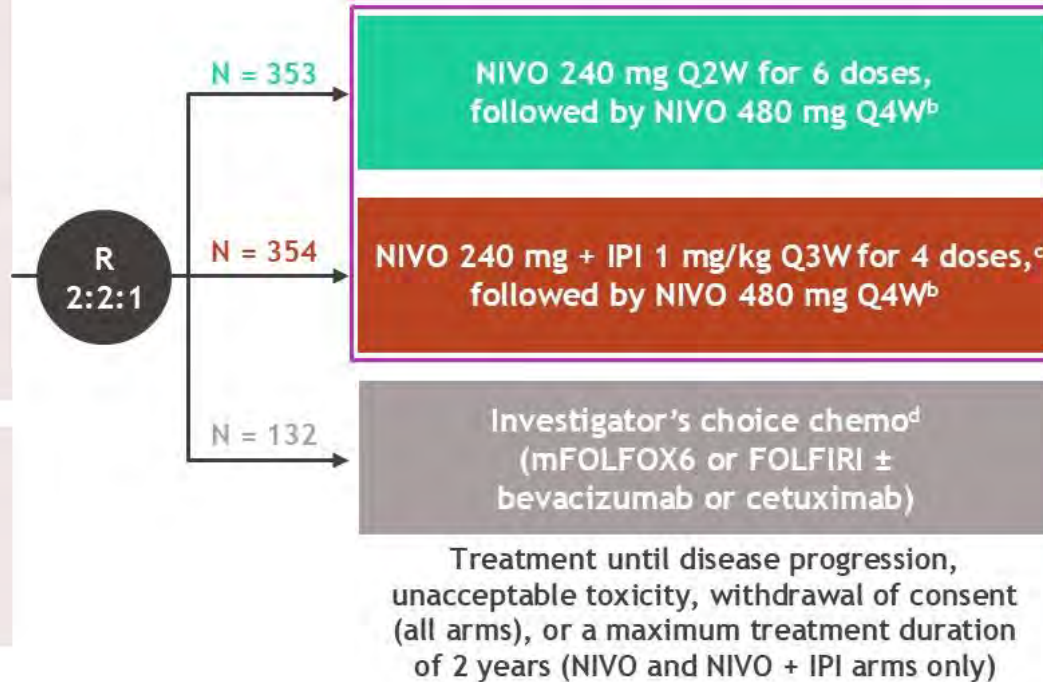 N = 353
NIVO 240 mg Q2W for 6 doses,
followed by NIVO 480 mg Q4Wᵇ
R
2:2:1
N = 354
NIVO 240 mg + IPI 1 mg/kg Q3W for 4 doses,ᶜ
followed by NIVO 480 mg Q4Wᵇ
N = 132
Investigator’s choice chemoᵈ
(mFOLFOX6 or FOLFIRI ±
bevacizumab or cetuximab)
Treatment until disease progression,
unacceptable toxicity, withdrawal of consent
(all arms), or a maximum treatment duration
of 2 years (NIVO and NIVO + IPI arms only)